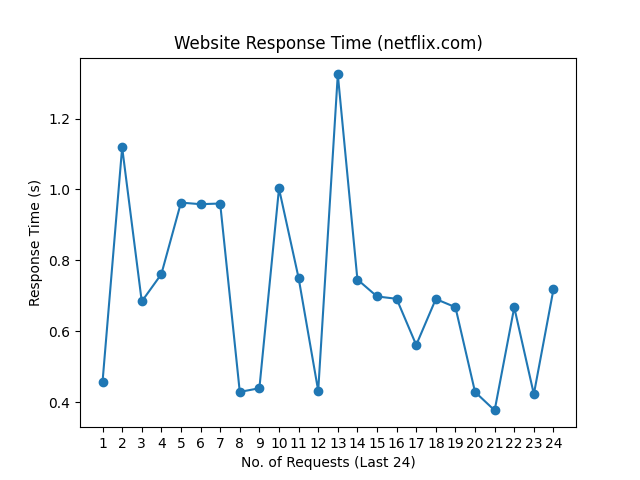 Website Response Time (netflix.com)
Response Time (s)
1.2
1.0
0.8
0.6
0.4
1 2 3 4 5 6 7 8 9 10 11 12 13 14 15 16 17 18 19 20 21 22 23 24
No. of Requests (Last 24)